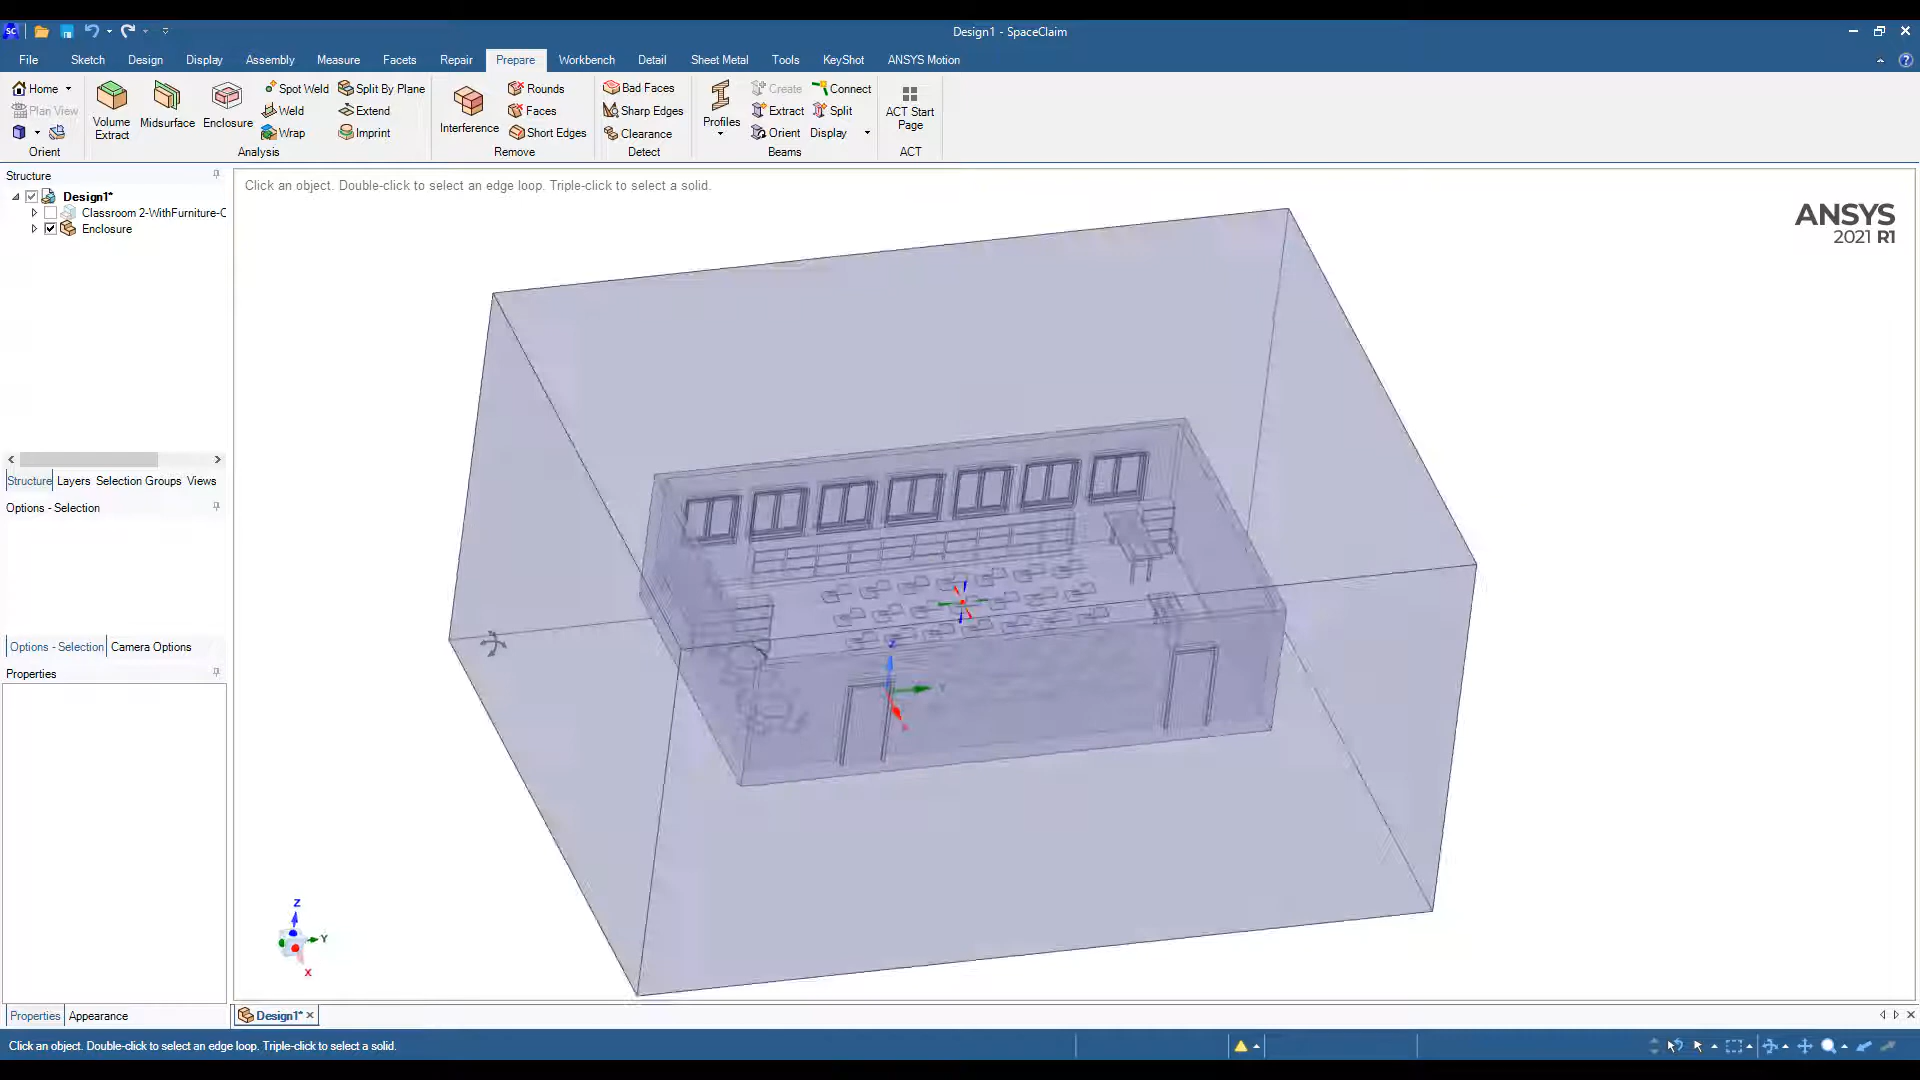 Design1 - SpaceClaim
File Sketch Design Display Assembly Measure Facets Repair Prepare Workbench Detail Sheet Metal Tools KeyShot ANSYS Motion
Home
Plan View
Orient
Volume Extract
Midsurface
Enclosure
Spot Weld
Weld
Wrap
Split By Plane
Extend
Imprint
Analysis
Interference
Rounds
Faces
Short Edges
Remove
Bad Faces
Sharp Edges
Clearance
Detect
Profiles
Create
Extract
Orient
Connect
Split
Display
Beams
ACT Start Page
ACT
Structure
Design1*
Classroom 2-WithFurniture-C
Enclosure
Structure Layers Selection Groups Views
Options - Selection
Options - Selection Camera Options
Properties
Properties Appearance
Click an object. Double-click to select an edge loop. Triple-click to select a solid.
ANSYS
2021 R1
Z
Z
Y
X
Design1*
Click an object. Double-click to select an edge loop. Triple-click to select a solid.